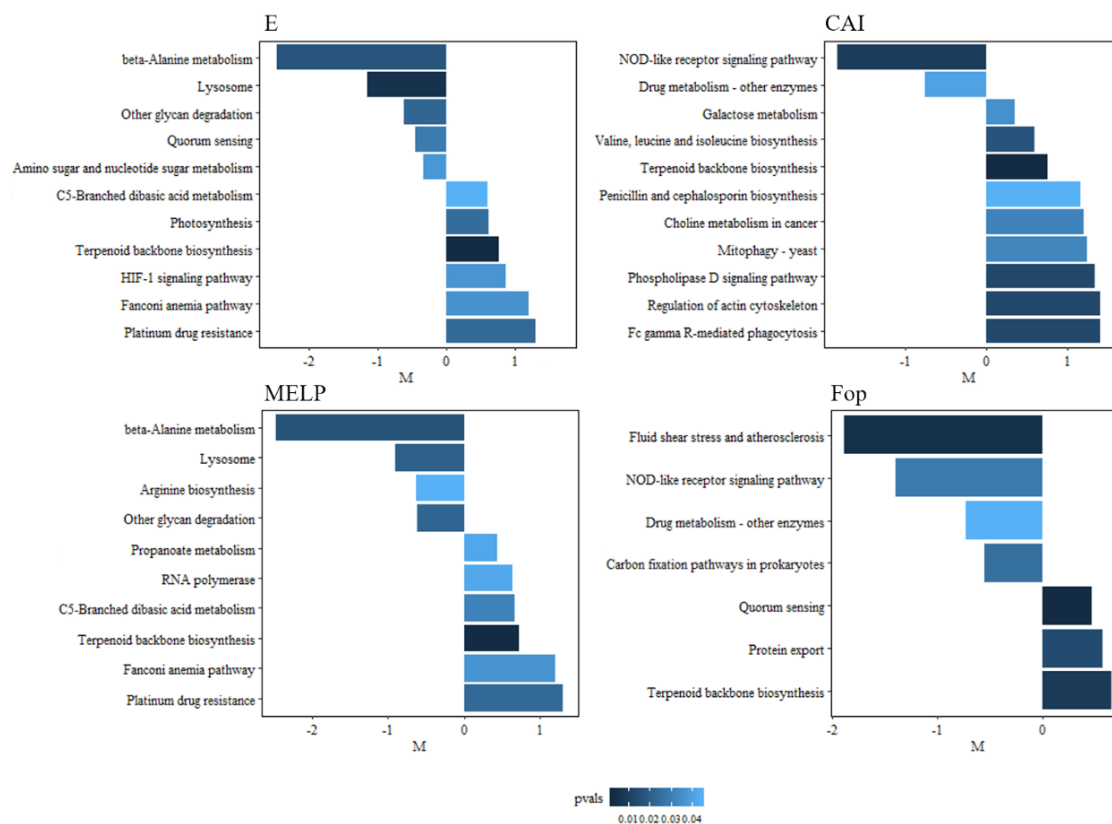 E
beta-Alanine metabolism
Lysosome
Other glycan degradation
Quorum sensing
Amino sugar and nucleotide sugar metabolism
C5-Branched dibasic acid metabolism
Photosynthesis
Terpenoid backbone biosynthesis
HIF-1 signaling pathway
Fanconi anemia pathway
Platinum drug resistance
-2 -1 0 1
M
CAI
NOD-like receptor signaling pathway
Drug metabolism - other enzymes
Galactose metabolism
Valine, leucine and isoleucine biosynthesis
Terpenoid backbone biosynthesis
Penicillin and cephalosporin biosynthesis
Choline metabolism in cancer
Mitophagy - yeast
Phospholipase D signaling pathway
Regulation of actin cytoskeleton
Fc gamma R-mediated phagocytosis
-1 0 1
M
MELP
beta-Alanine metabolism
Lysosome
Arginine biosynthesis
Other glycan degradation
Propanoate metabolism
RNA polymerase
C5-Branched dibasic acid metabolism
Terpenoid backbone biosynthesis
Fanconi anemia pathway
Platinum drug resistance
-2 -1 0 1
M
Fop
Fluid shear stress and atherosclerosis
NOD-like receptor signaling pathway
Drug metabolism - other enzymes
Carbon fixation pathways in prokaryotes
Quorum sensing
Protein export
Terpenoid backbone biosynthesis
-2 -1 0
M
pvals
0.01 0.02 0.03 0.04